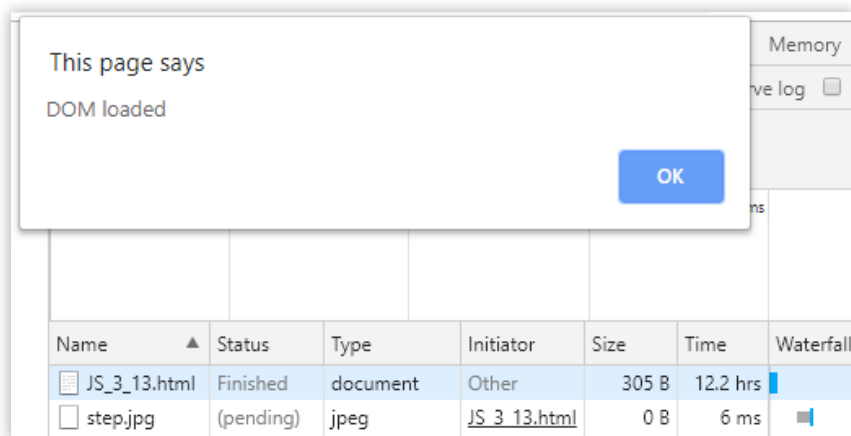 This page says
DOM loaded
OK
Memory
rve log
ms
Name Status Type Initiator Size Time Waterfall
JS_3_13.html Finished document Other 305 B 12.2 hrs
step.jpg (pending) jpeg JS_3_13.html 0 B 6 ms